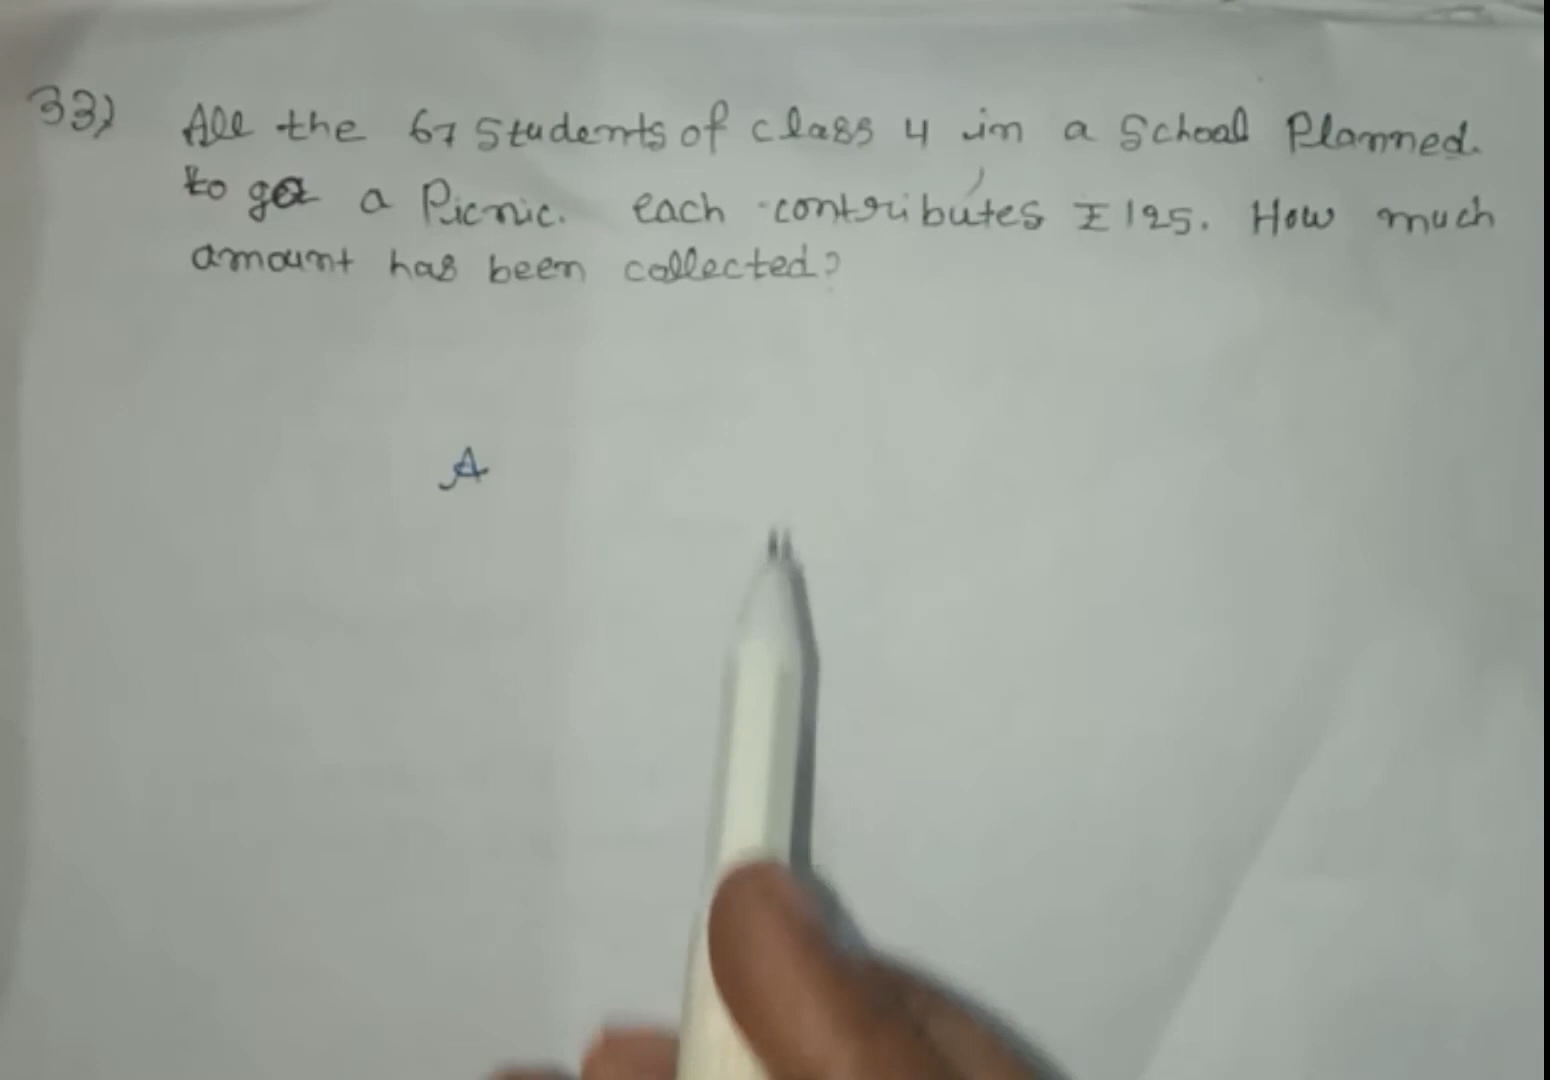 33) All the 67 Students of class 4 in a School Planned.
to go a Picnic. each contributes ₹125. How much
amount has been collected?
A